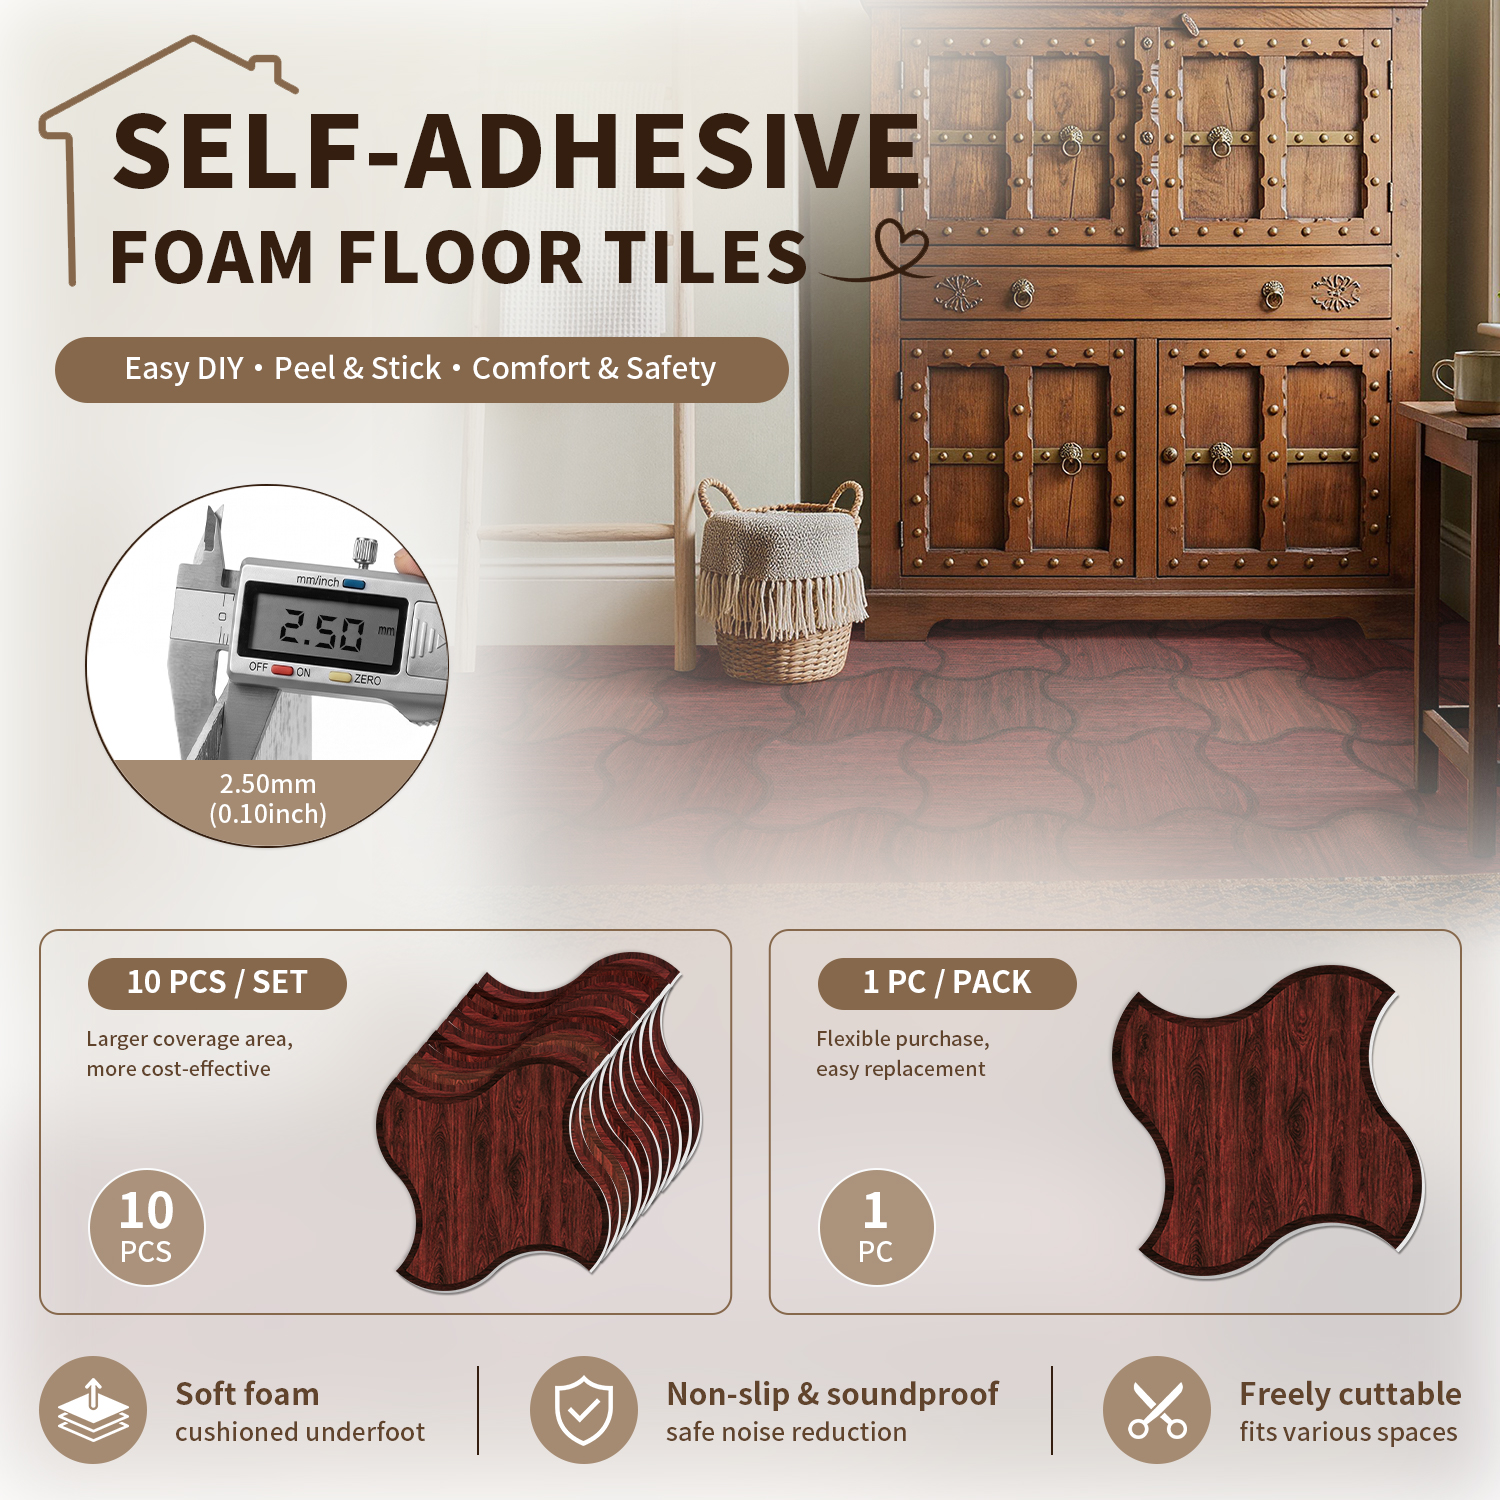 SELF-ADHESIVE
FOAM FLOOR TILES
Easy DIY • Peel & Stick • Comfort & Safety
mm/inch
2.50 mm
OFF ON ZERO
0
2.50mm
(0.10inch)
10 PCS / SET
Larger coverage area,
more cost-effective
10
PCS
1 PC / PACK
Flexible purchase,
easy replacement
1
PC
Soft foam
cushioned underfoot
Non-slip & soundproof
safe noise reduction
Freely cuttable
fits various spaces